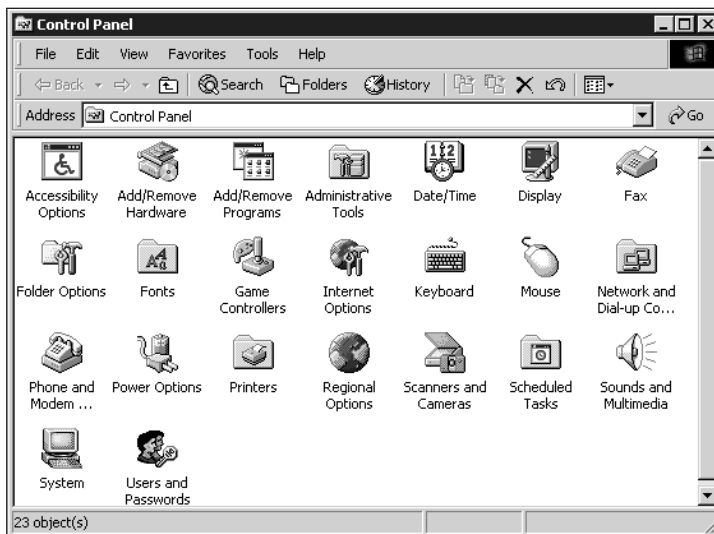 Control Panel
File Edit View Favorites Tools Help
Back Search Folders History
Address Control Panel Go
Accessibility Options
Add/Remove Hardware
Add/Remove Programs
Administrative Tools
Date/Time
Display
Fax
Folder Options
Fonts
Game Controllers
Internet Options
Keyboard
Mouse
Network and Dial-up Co...
Phone and Modem ...
Power Options
Printers
Regional Options
Scanners and Cameras
Scheduled Tasks
Sounds and Multimedia
System
Users and Passwords
23 object(s)